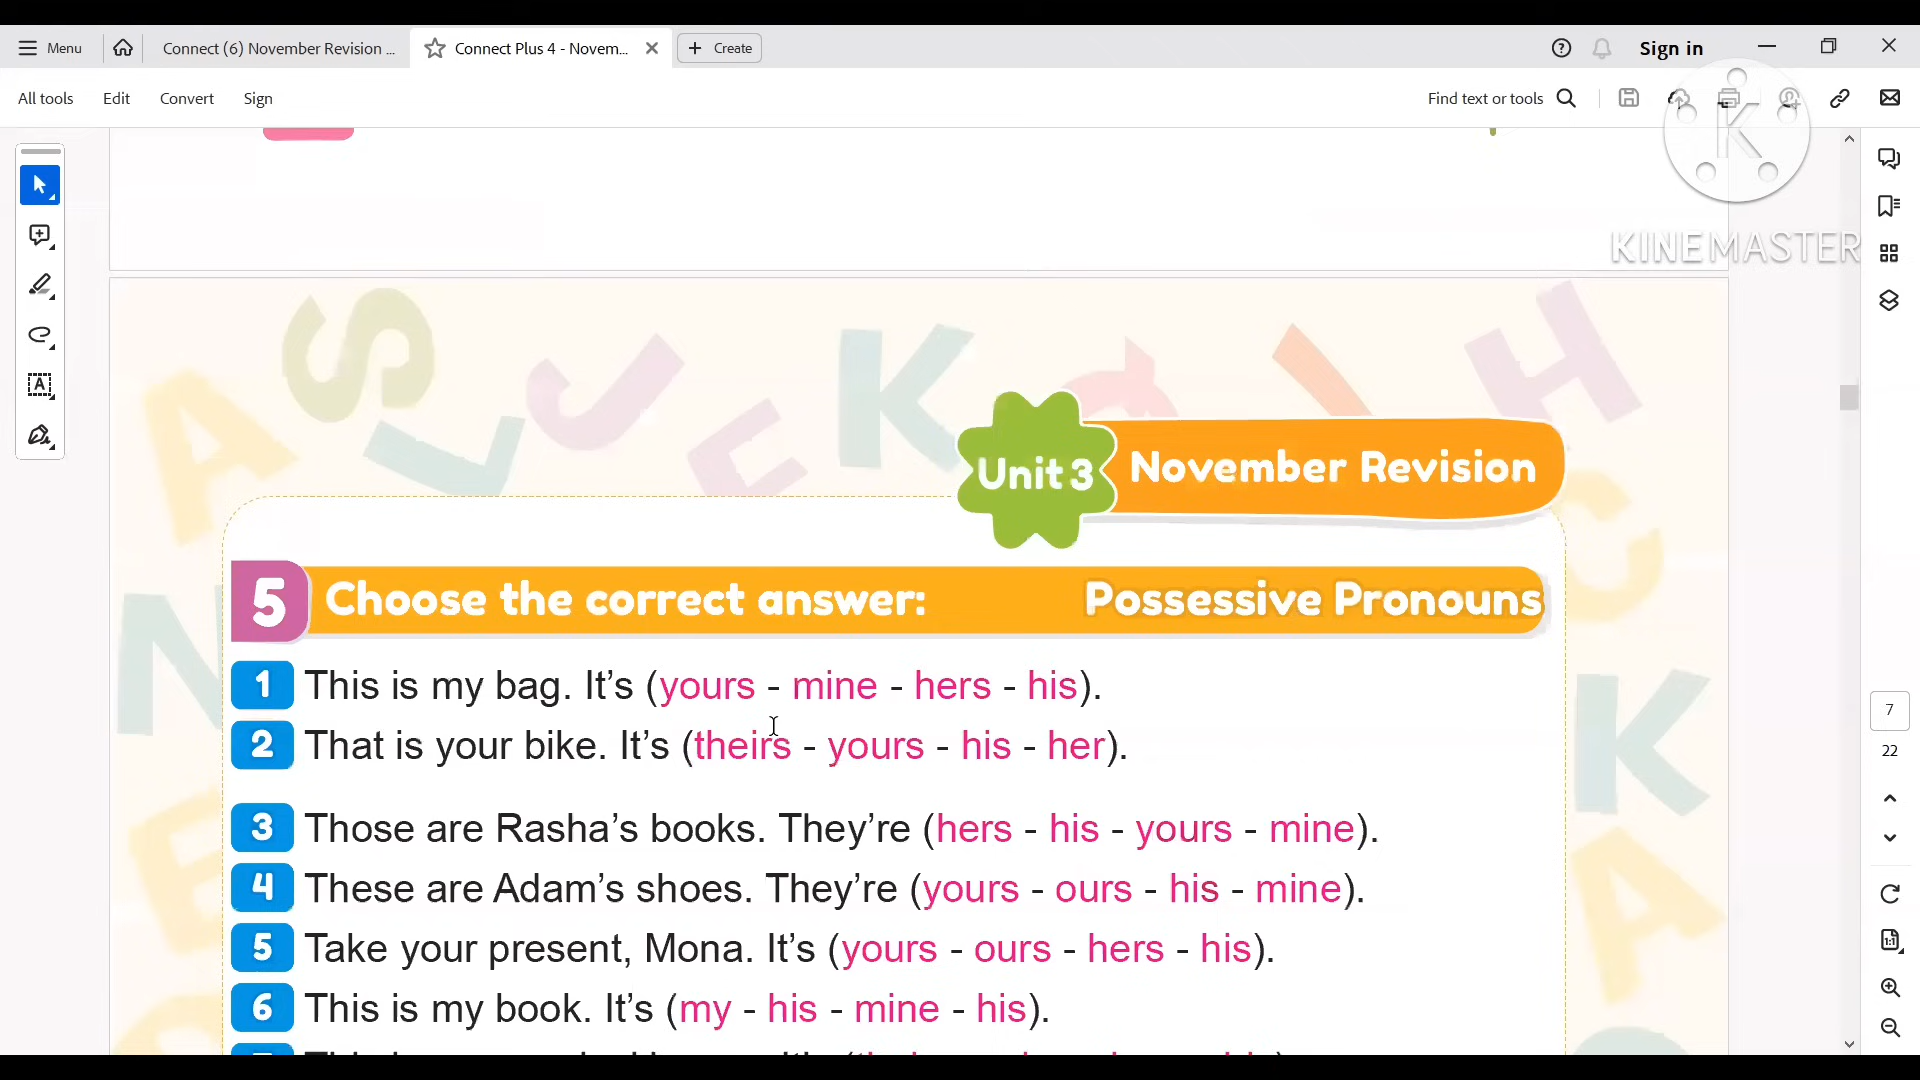 Menu
Connect (6) November Revision ...
Connect Plus 4 - Novem...
Create
Sign in
All tools
Edit
Convert
Sign
Find text or tools
KINEMASTER
Unit 3
November Revision
5 Choose the correct answer: Possessive Pronouns
1 This is my bag. It's (yours - mine - hers - his).
2 That is your bike. It's (theirs - yours - his - her).
3 Those are Rasha's books. They're (hers - his - yours - mine).
4 These are Adam's shoes. They're (yours - ours - his - mine).
5 Take your present, Mona. It's (yours - ours - hers - his).
6 This is my book. It's (my - his - mine - his).
7
22